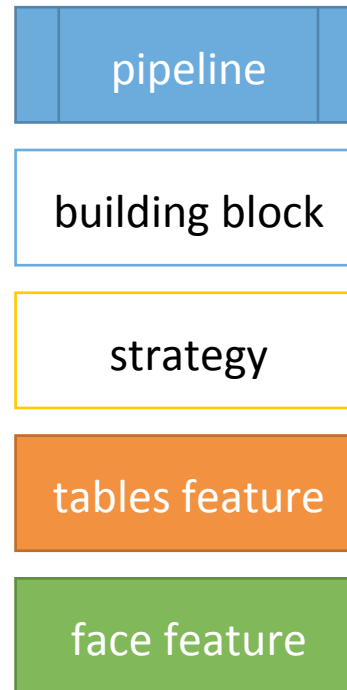 pipeline
building block
strategy
tables feature
face feature